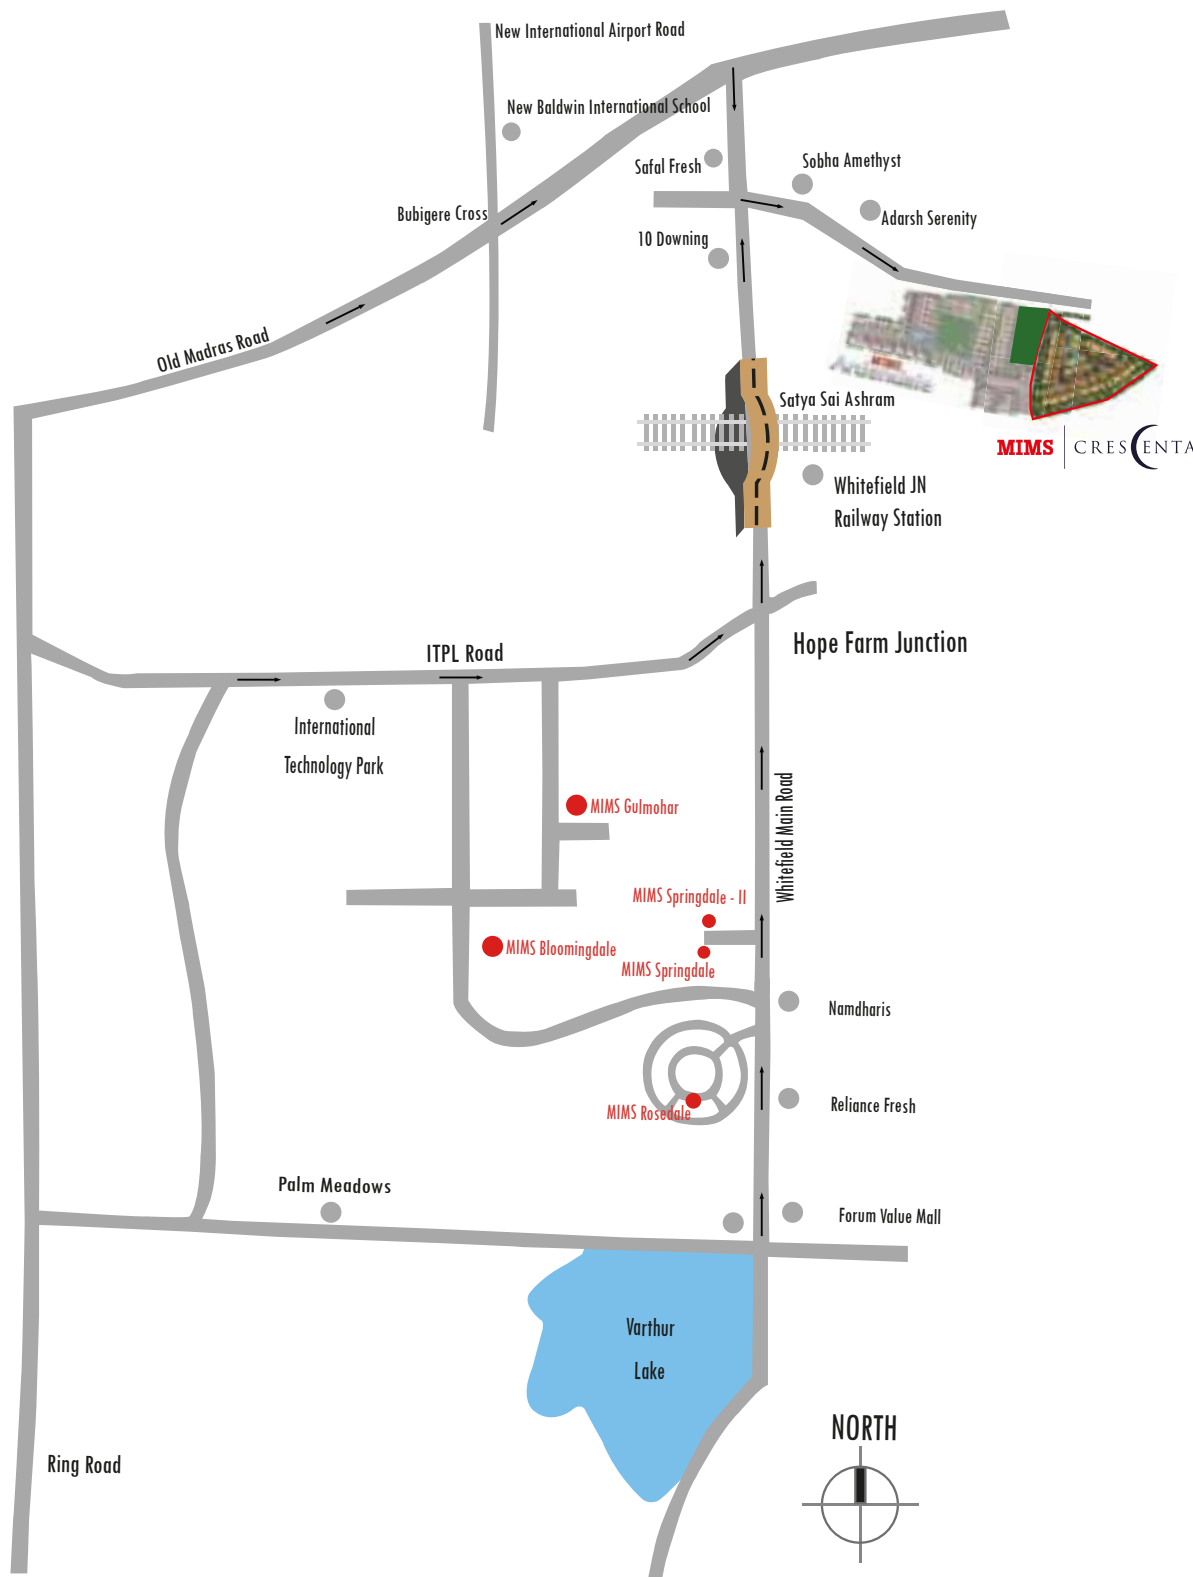 New International Airport Road
New Baldwin International School
Safal Fresh
Sobha Amethyst
Bubigere Cross
Adarsh Serenity
10 Downing
Old Madras Road
Satya Sai Ashram
MIMS
CRESCENTA
Whitefield JN
Railway Station
Hope Farm Junction
ITPL Road
International
Technology Park
MIMS Gulmohar
Whitefield Main Road
MIMS Springdale - II
MIMS Bloomingdale
MIMS Springdale
Namdharis
Reliance Fresh
MIMS Rosedale
Palm Meadows
Forum Value Mall
Varthur
Lake
NORTH
Ring Road